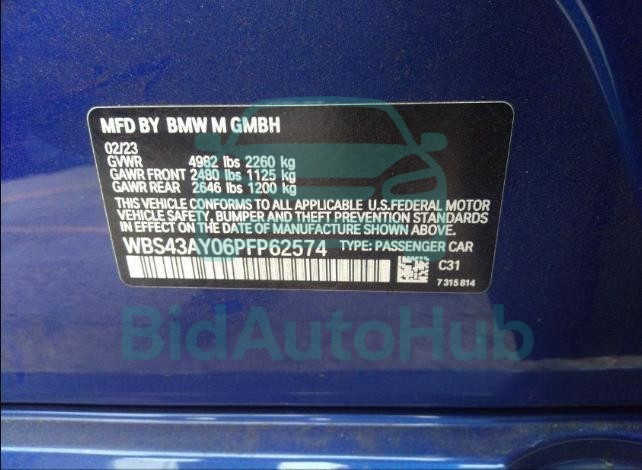 MFD BY BMW M GMBH
02/23
GVWR 4982 lbs 2260 kg
GAWR FRONT 2480 lbs 1125 kg
GAWR REAR 2646 lbs 1200 kg
THIS VEHICLE CONFORMS TO ALL APPLICABLE U.S.FEDERAL MOTOR
VEHICLE SAFETY, BUMPER AND THEFT PREVENTION STANDARDS
IN EFFECT ON THE DATE OF MANUFACTURE SHOWN ABOVE.
WBS43AY06PFP62574 TYPE: PASSENGER CAR
C31
7 315 814
BidAutoHub